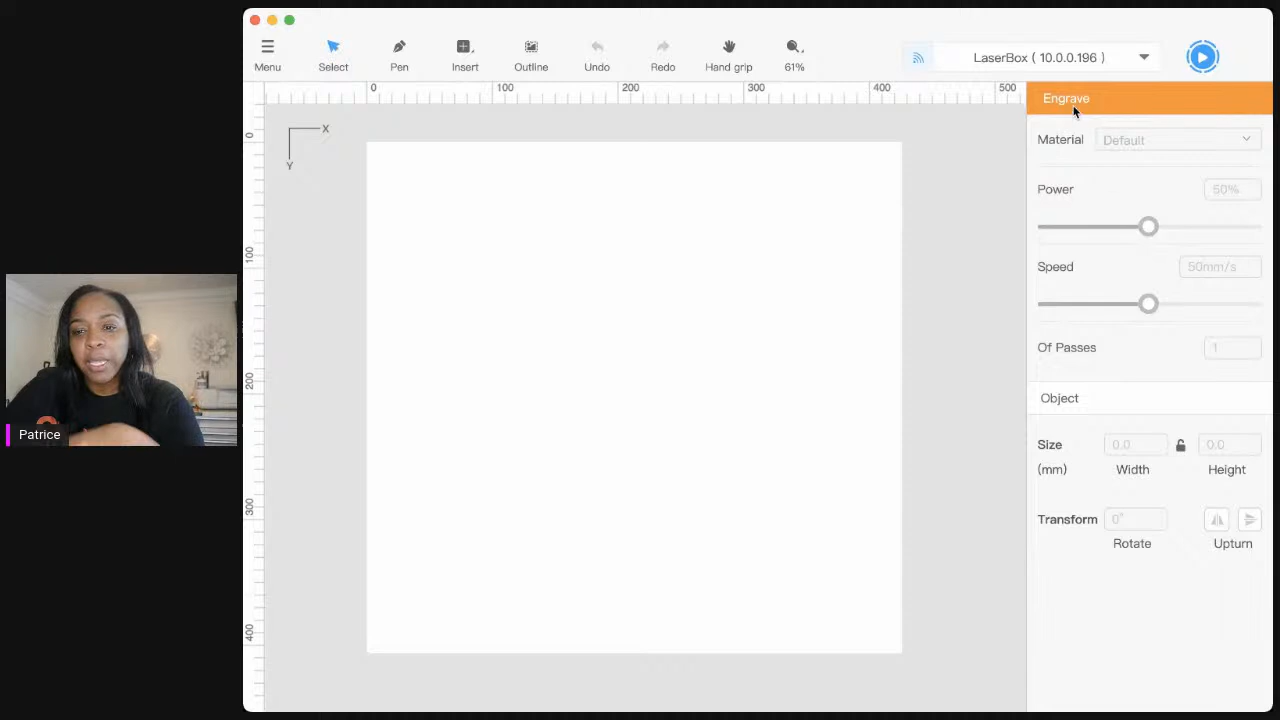 Menu
Select
Pen
Insert
Outline
Undo
Redo
Hand grip
61%
LaserBox ( 10.0.0.196 )
0 100 200 300 400 500
0
100
200
300
400
X
Y
Engrave
Material Default
Power 50%
Speed 50mm/s
Of Passes 1
Object
Size 0.0 0.0
(mm) Width Height
Transform 0°
Rotate Upturn
Patrice